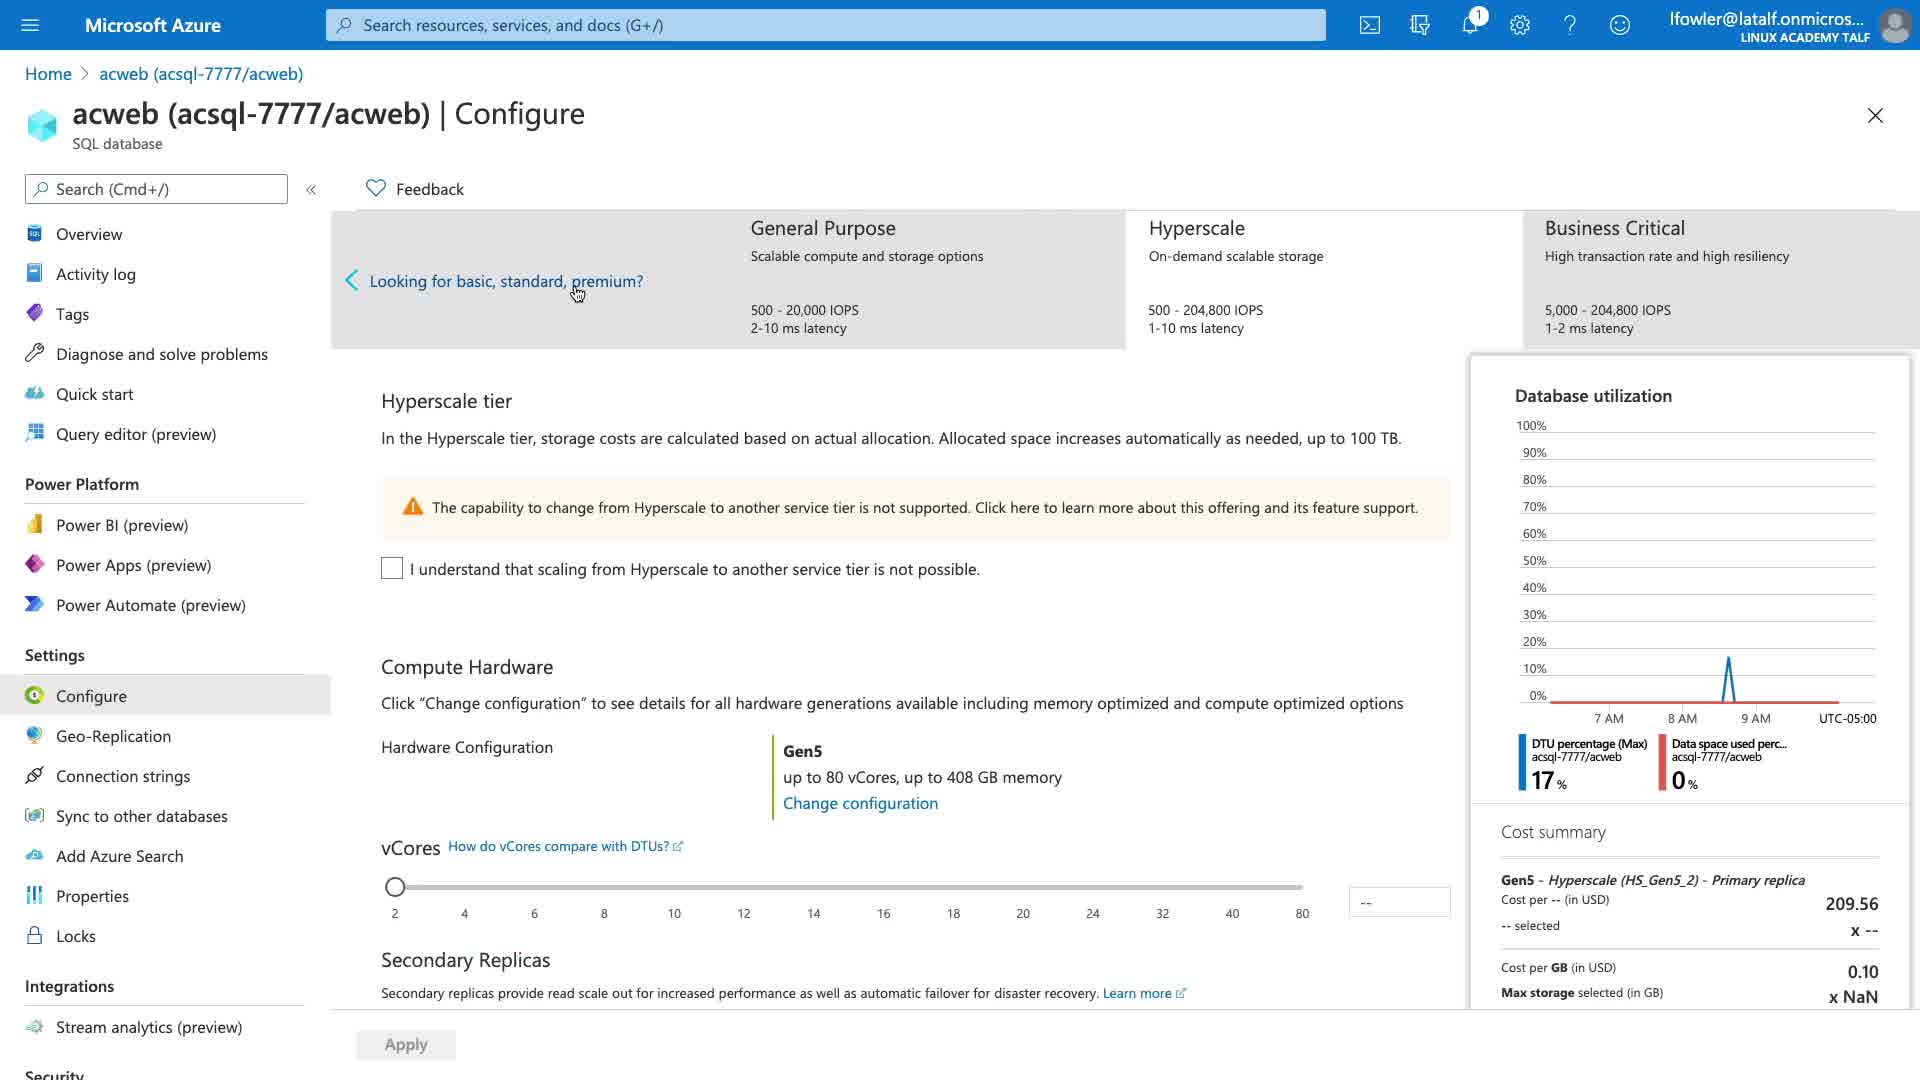 Microsoft Azure
Search resources, services, and docs (G+/)
1
lfowler@latalf.onmicros...
LINUX ACADEMY TALF
Home > acweb (acsql-7777/acweb)
acweb (acsql-7777/acweb) | Configure
SQL database
Search (Cmd+/)
«
Overview
Activity log
Tags
Diagnose and solve problems
Quick start
Query editor (preview)
Power Platform
Power BI (preview)
Power Apps (preview)
Power Automate (preview)
Settings
Configure
Geo-Replication
Connection strings
Sync to other databases
Add Azure Search
Properties
Locks
Integrations
Stream analytics (preview)
Security
Feedback
Looking for basic, standard, premium?
General Purpose
Scalable compute and storage options
500 - 20,000 IOPS
2-10 ms latency
Hyperscale
On-demand scalable storage
500 - 204,800 IOPS
1-10 ms latency
Business Critical
High transaction rate and high resiliency
5,000 - 204,800 IOPS
1-2 ms latency
Hyperscale tier
In the Hyperscale tier, storage costs are calculated based on actual allocation. Allocated space increases automatically as needed, up to 100 TB.
The capability to change from Hyperscale to another service tier is not supported. Click here to learn more about this offering and its feature support.
I understand that scaling from Hyperscale to another service tier is not possible.
Compute Hardware
Click “Change configuration” to see details for all hardware generations available including memory optimized and compute optimized options
Hardware Configuration
Gen5
up to 80 vCores, up to 408 GB memory
Change configuration
vCores How do vCores compare with DTUs?
2 4 6 8 10 12 14 16 18 20 24 32 40 80
--
Secondary Replicas
Secondary replicas provide read scale out for increased performance as well as automatic failover for disaster recovery. Learn more
Apply
Database utilization
100%
90%
80%
70%
60%
50%
40%
30%
20%
10%
0%
7 AM 8 AM 9 AM UTC-05:00
DTU percentage (Max)
acsql-7777/acweb
17 %
Data space used perc...
acsql-7777/acweb
0 %
Cost summary
Gen5 - Hyperscale (HS_Gen5_2) - Primary replica
Cost per -- (in USD) 209.56
-- selected x --
Cost per GB (in USD) 0.10
Max storage selected (in GB) x NaN